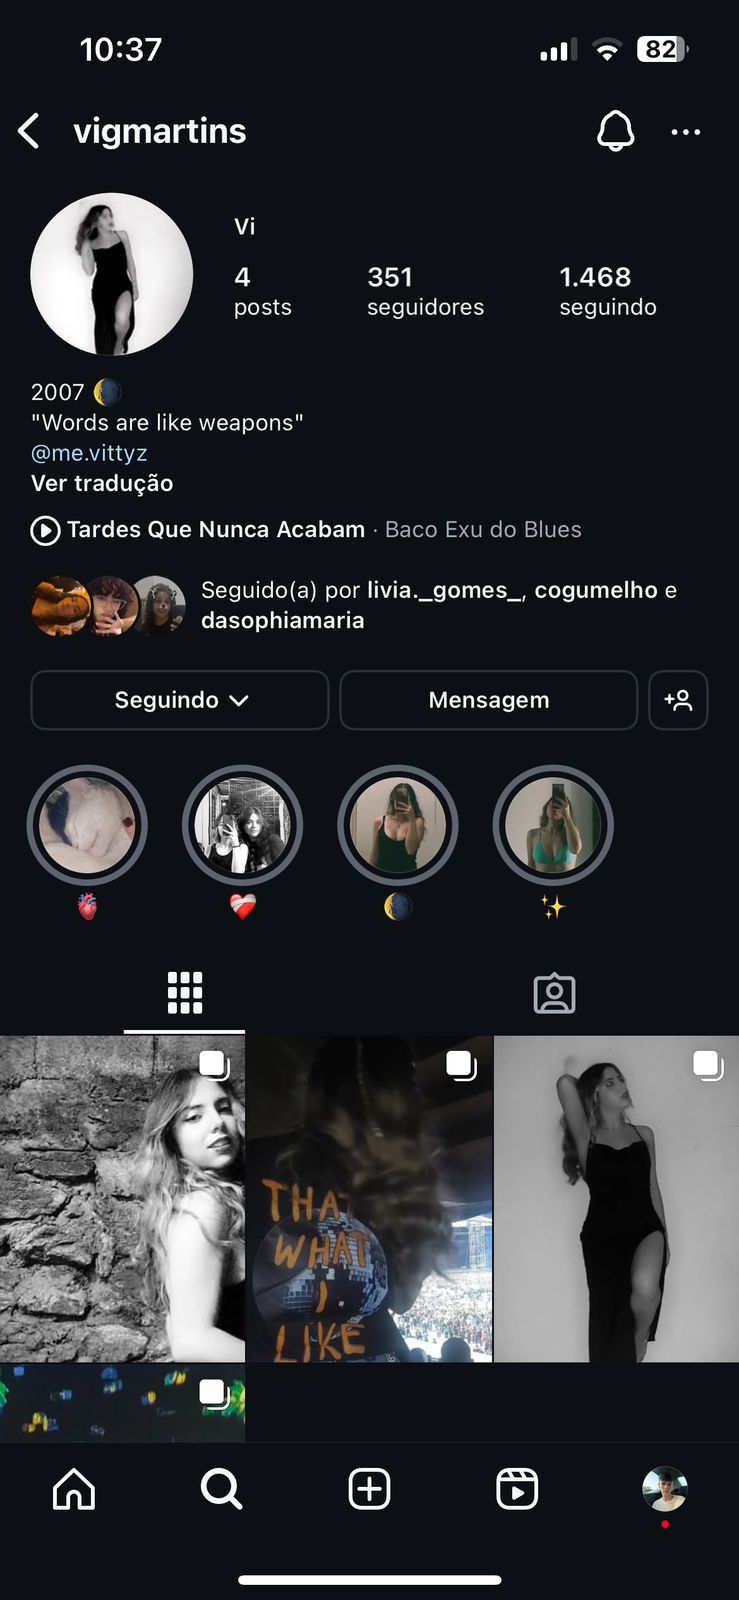 10:37
82
vigmartins
Vi
4
351
1.468
posts
seguidores
seguindo
2007 🌗
"Words are like weapons"
@me.vittyz
Ver tradução
Tardes Que Nunca Acabam · Baco Exu do Blues
Seguido(a) por livia._gomes_, cogumelho e
dasophiamaria
Seguindo
Mensagem
🫀
❤️‍🩹
🌗
✨
THAT
WHAT
I
LIKE